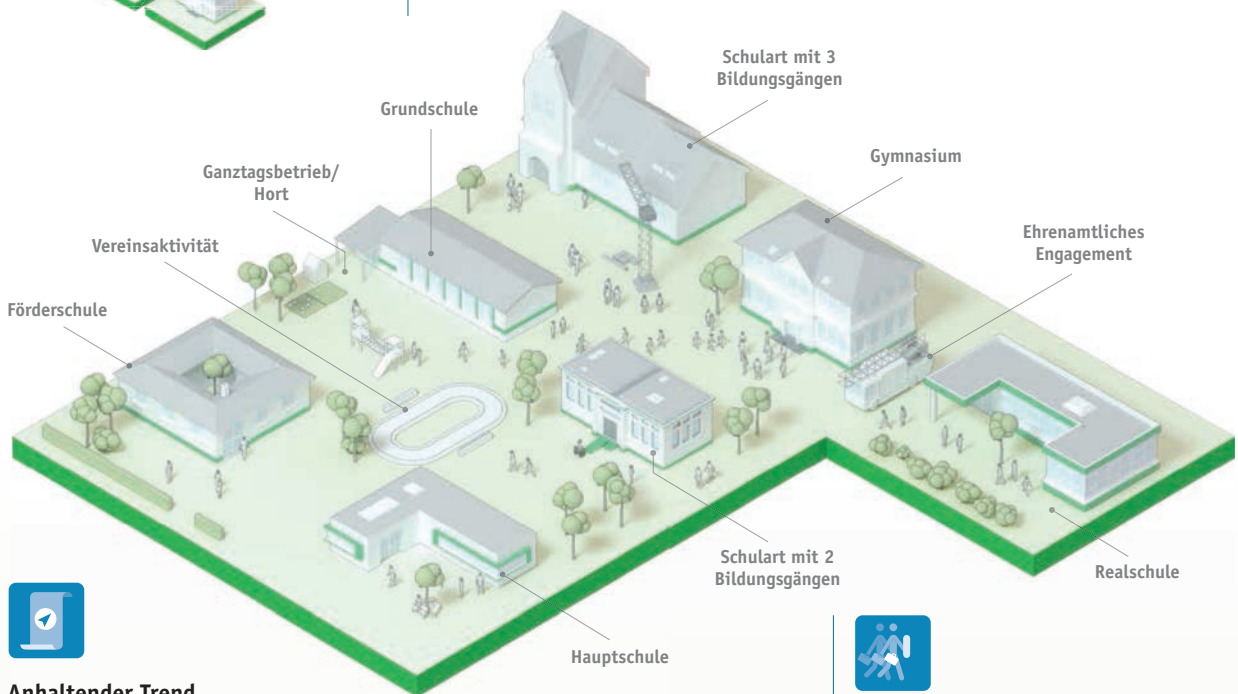 Schulart mit 3
Bildungsgängen
Grundschule
Gymnasium
Ganztagsbetrieb/
Hort
Ehrenamtliches
Engagement
Vereinsaktivität
Förderschule
Schulart mit 2
Bildungsgängen
Realschule
Hauptschule
Anhaltender Trend